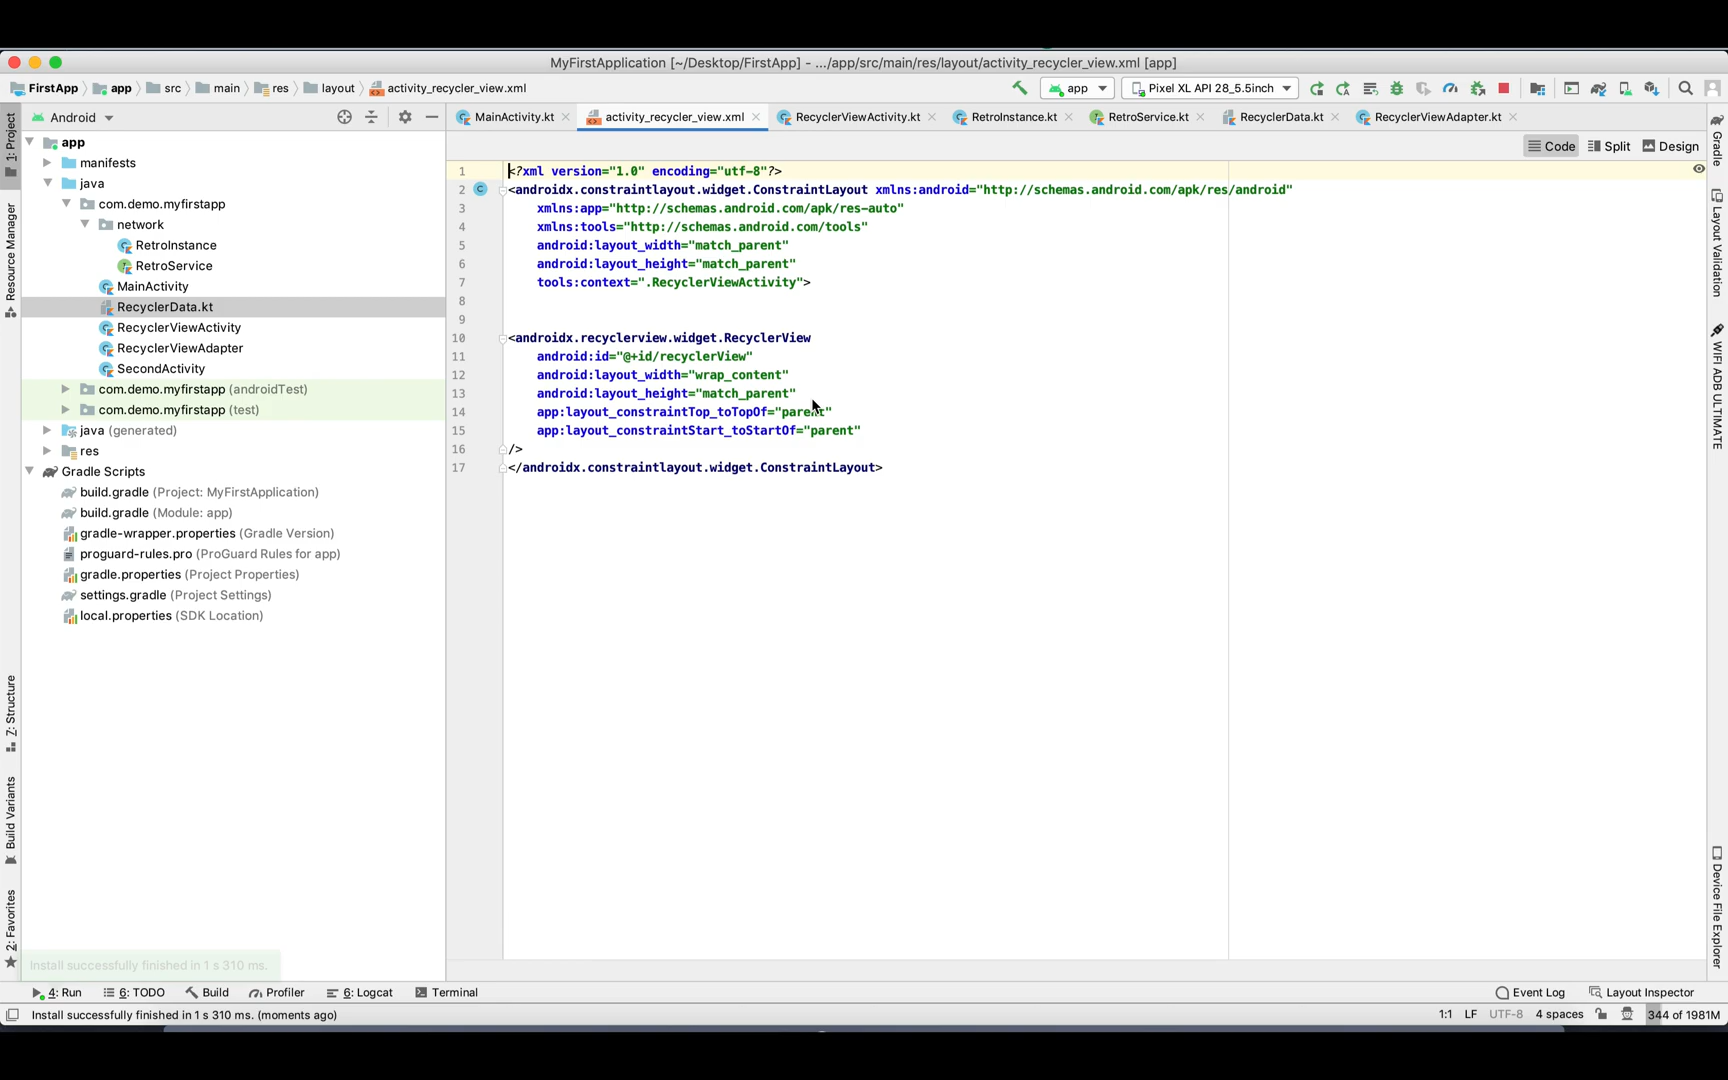 MyFirstApplication [~/Desktop/FirstApp] - .../app/src/main/res/layout/activity_recycler_view.xml [app]
FirstApp app src main res layout activity_recycler_view.xml
app Pixel XL API 28_5.5inch
Android
MainActivity.kt activity_recycler_view.xml RecyclerViewActivity.kt RetroInstance.kt RetroService.kt RecyclerData.kt RecyclerViewAdapter.kt
Code Split Design
1: Project
Resource Manager
Z: Structure
Build Variants
2: Favorites
app
manifests
java
com.demo.myfirstapp
network
RetroInstance
RetroService
MainActivity
RecyclerData.kt
RecyclerViewActivity
RecyclerViewAdapter
SecondActivity
com.demo.myfirstapp (androidTest)
com.demo.myfirstapp (test)
java (generated)
res
Gradle Scripts
build.gradle (Project: MyFirstApplication)
build.gradle (Module: app)
gradle-wrapper.properties (Gradle Version)
proguard-rules.pro (ProGuard Rules for app)
gradle.properties (Project Properties)
settings.gradle (Project Settings)
local.properties (SDK Location)
1 <?xml version="1.0" encoding="utf-8"?>
2 <androidx.constraintlayout.widget.ConstraintLayout xmlns:android="http://schemas.android.com/apk/res/android"
3 xmlns:app="http://schemas.android.com/apk/res-auto"
4 xmlns:tools="http://schemas.android.com/tools"
5 android:layout_width="match_parent"
6 android:layout_height="match_parent"
7 tools:context=".RecyclerViewActivity">
8
9
10 <androidx.recyclerview.widget.RecyclerView
11 android:id="@+id/recyclerView"
12 android:layout_width="wrap_content"
13 android:layout_height="match_parent"
14 app:layout_constraintTop_toTopOf="parent"
15 app:layout_constraintStart_toStartOf="parent"
16 />
17 </androidx.constraintlayout.widget.ConstraintLayout>
Gradle
Layout Validation
WIFI ADB ULTIMATE
Device File Explorer
Install successfully finished in 1 s 310 ms.
4: Run 6: TODO Build Profiler 6: Logcat Terminal Event Log Layout Inspector
Install successfully finished in 1 s 310 ms. (moments ago) 1:1 LF UTF-8 4 spaces 344 of 1981M